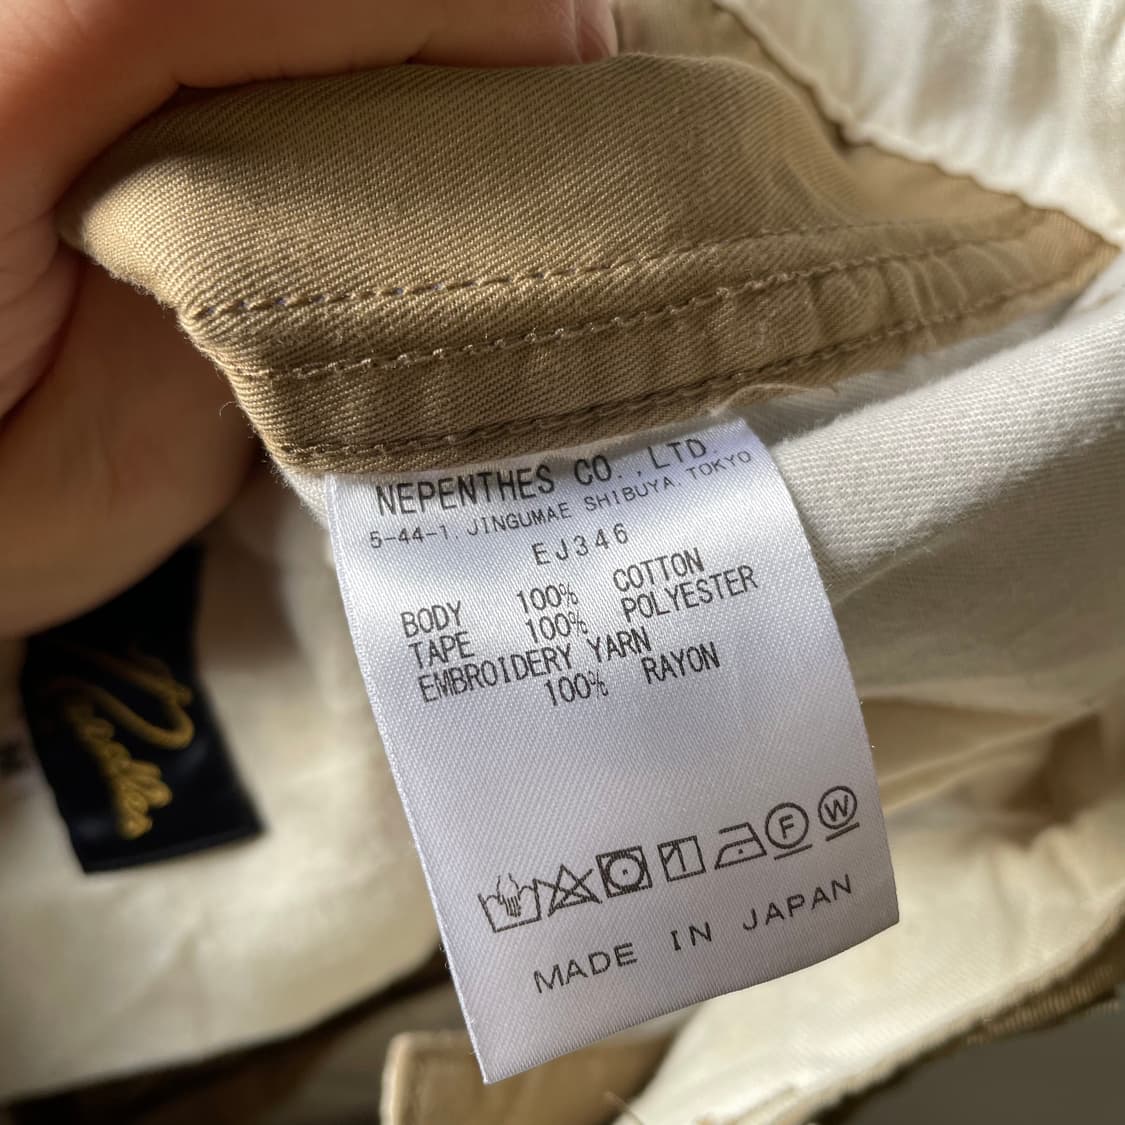 NEPENTHES CO.,LTD.
5-44-1, JINGUMAE SHIBUYA, TOKYO
EJ346
BODY 100% COTTON
TAPE 100% POLYESTER
EMBROIDERY YARN
100% RAYON
F W
MADE IN JAPAN
Needles